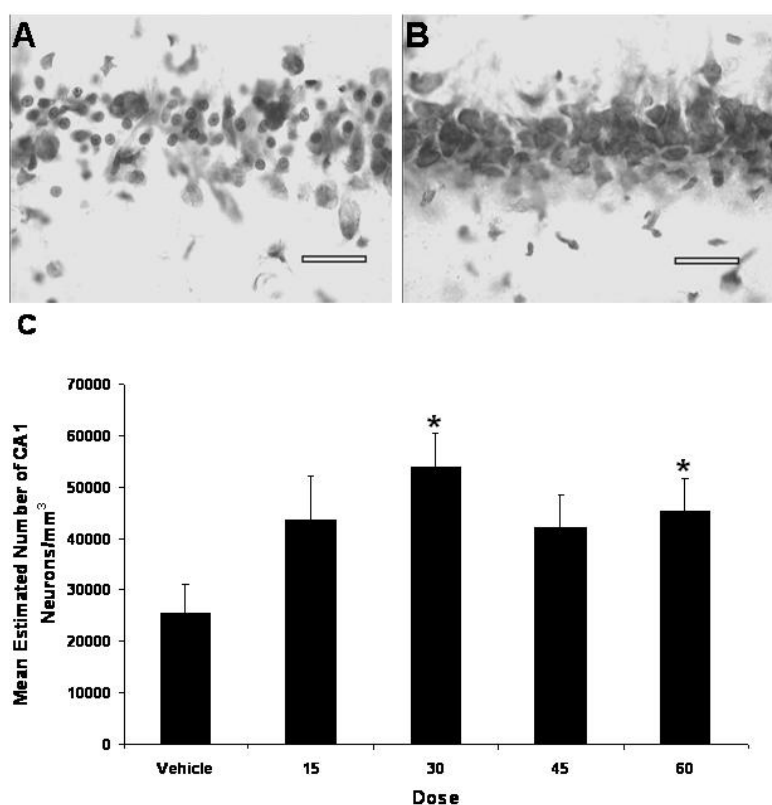 A
B
C
Mean Estimated Number of CA1
Neurons/mm³
70000
60000
50000
40000
30000
20000
10000
0
*
*
Vehicle 15 30 45 60
Dose